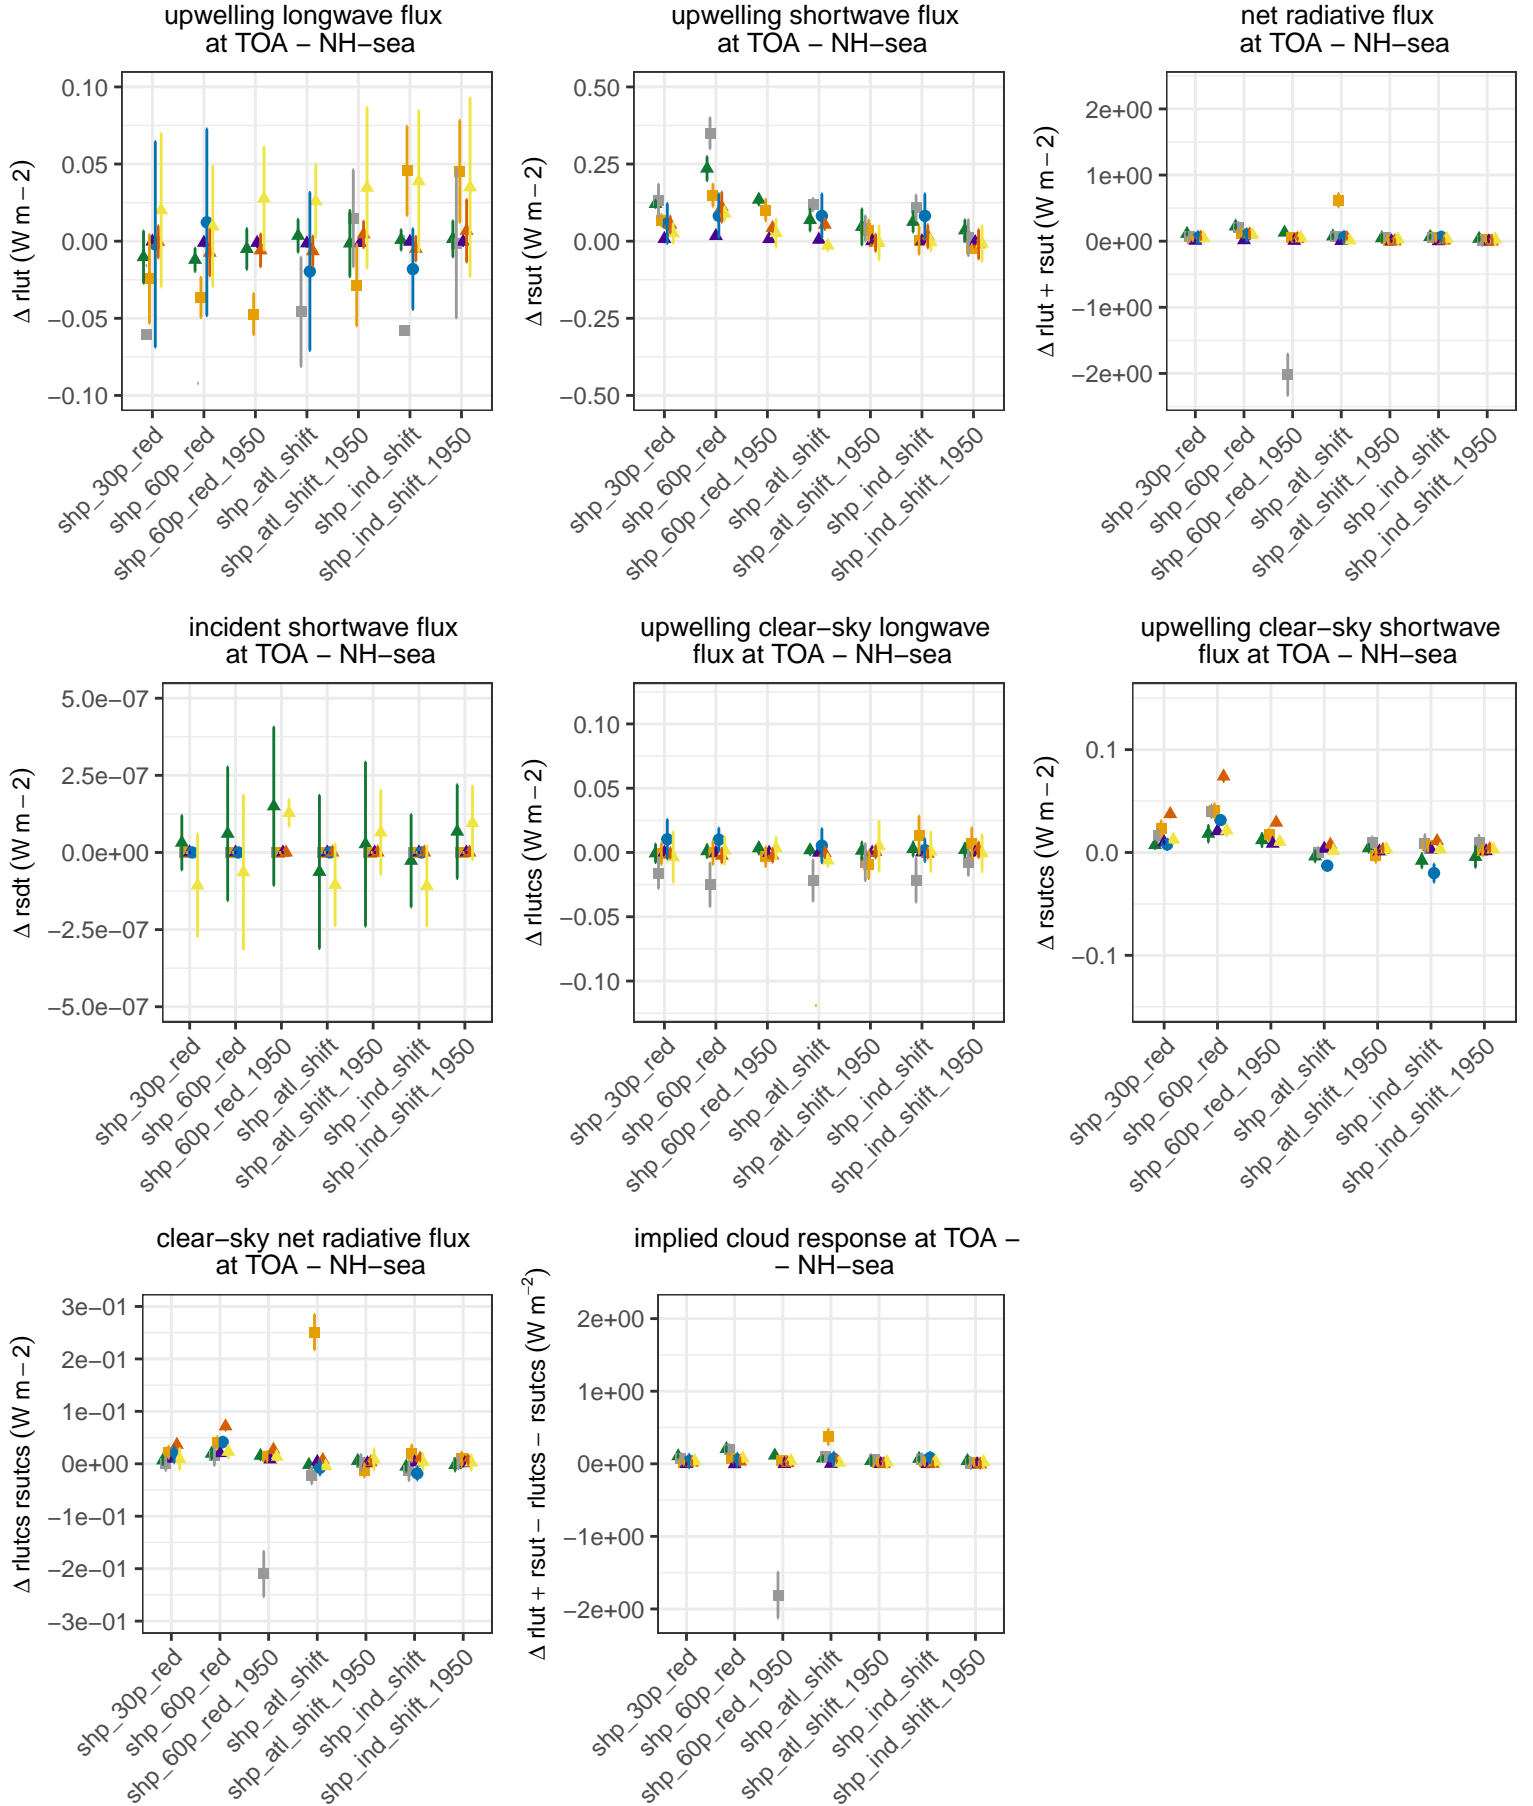 upwelling longwave flux
at TOA − NH−sea
Δ rlut (W m − 2)
0.10
0.05
0.00
−0.05
−0.10
shp_30p_red
shp_60p_red
shp_60p_red_1950
shp_atl_shift
shp_atl_shift_1950
shp_ind_shift
shp_ind_shift_1950
upwelling shortwave flux
at TOA − NH−sea
Δ rsut (W m − 2)
0.50
0.25
0.00
−0.25
−0.50
shp_30p_red
shp_60p_red
shp_60p_red_1950
shp_atl_shift
shp_atl_shift_1950
shp_ind_shift
shp_ind_shift_1950
net radiative flux
at TOA − NH−sea
Δ rlut + rsut (W m − 2)
2e+00
1e+00
0e+00
−1e+00
−2e+00
shp_30p_red
shp_60p_red
shp_60p_red_1950
shp_atl_shift
shp_atl_shift_1950
shp_ind_shift
shp_ind_shift_1950
incident shortwave flux
at TOA − NH−sea
Δ rsdt (W m − 2)
5.0e−07
2.5e−07
0.0e+00
−2.5e−07
−5.0e−07
shp_30p_red
shp_60p_red
shp_60p_red_1950
shp_atl_shift
shp_atl_shift_1950
shp_ind_shift
shp_ind_shift_1950
upwelling clear−sky longwave
flux at TOA − NH−sea
Δ rlutcs (W m − 2)
0.10
0.05
0.00
−0.05
−0.10
shp_30p_red
shp_60p_red
shp_60p_red_1950
shp_atl_shift
shp_atl_shift_1950
shp_ind_shift
shp_ind_shift_1950
upwelling clear−sky shortwave
flux at TOA − NH−sea
Δ rsutcs (W m − 2)
0.1
0.0
−0.1
shp_30p_red
shp_60p_red
shp_60p_red_1950
shp_atl_shift
shp_atl_shift_1950
shp_ind_shift
shp_ind_shift_1950
clear−sky net radiative flux
at TOA − NH−sea
Δ rlutcs rsutcs (W m − 2)
3e−01
2e−01
1e−01
0e+00
−1e−01
−2e−01
−3e−01
shp_30p_red
shp_60p_red
shp_60p_red_1950
shp_atl_shift
shp_atl_shift_1950
shp_ind_shift
shp_ind_shift_1950
implied cloud response at TOA −
− NH−sea
Δ rlut + rsut − rlutcs − rsutcs (W m⁻²)
2e+00
1e+00
0e+00
−1e+00
−2e+00
shp_30p_red
shp_60p_red
shp_60p_red_1950
shp_atl_shift
shp_atl_shift_1950
shp_ind_shift
shp_ind_shift_1950